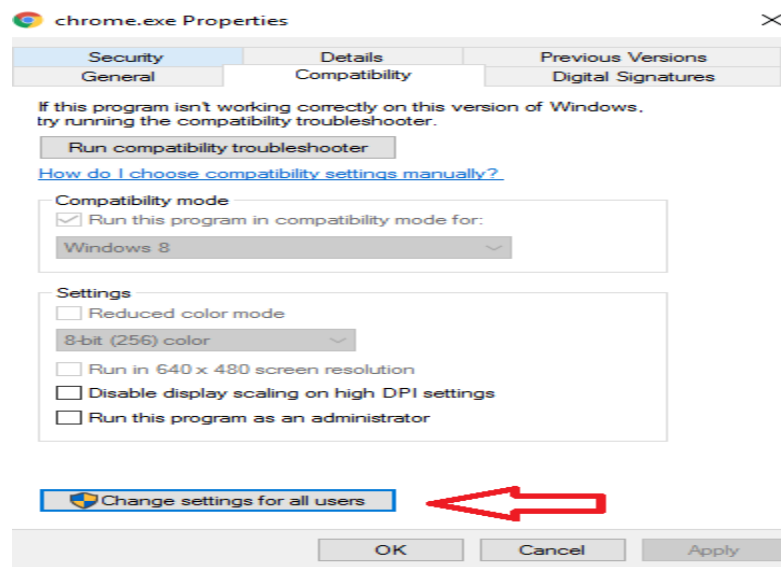 chrome.exe Properties
Security Details Previous Versions
General Compatibility Digital Signatures
If this program isn't working correctly on this version of Windows,
try running the compatibility troubleshooter.
Run compatibility troubleshooter
How do I choose compatibility settings manually?
Compatibility mode
Run this program in compatibility mode for:
Windows 8
Settings
Reduced color mode
8-bit (256) color
Run in 640 x 480 screen resolution
Disable display scaling on high DPI settings
Run this program as an administrator
Change settings for all users
OK Cancel Apply